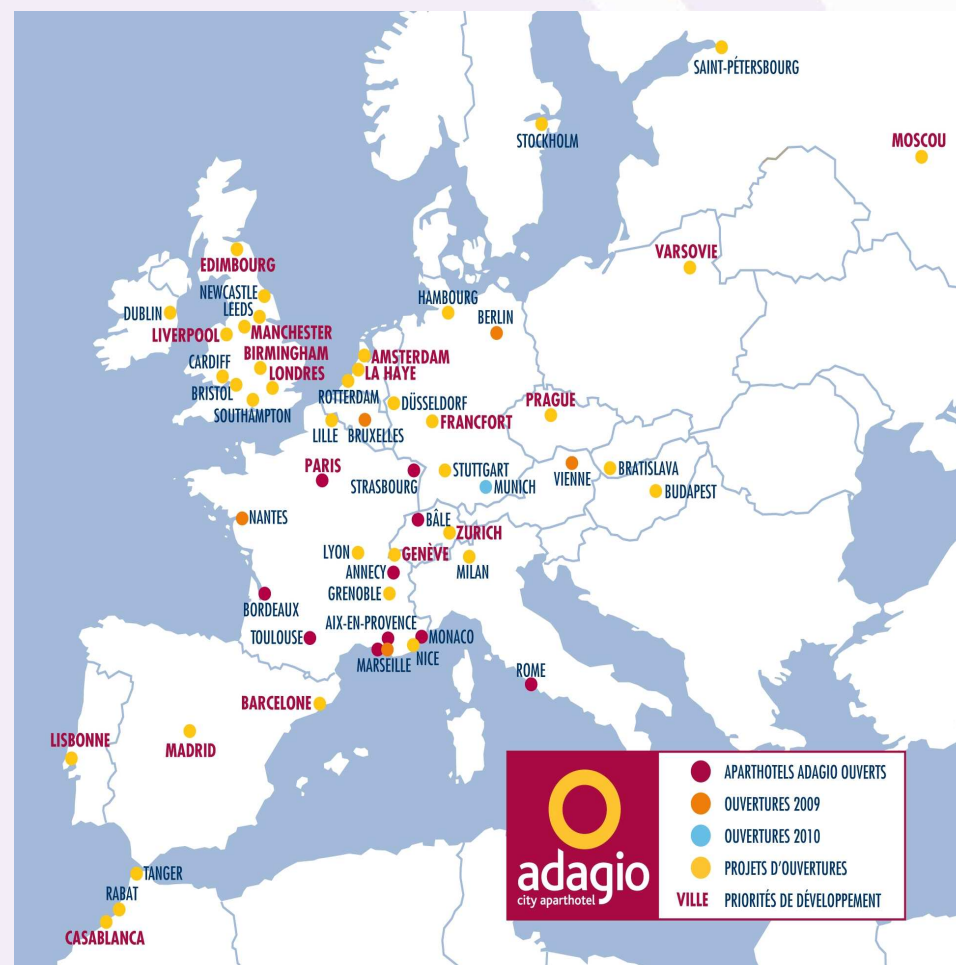 SAINT-PÉTERSBOURG
STOCKHOLM
MOSCOU
VARSOVIE
EDIMBOURG
NEWCASTLE
LEEDS
DUBLIN
LIVERPOOL
MANCHESTER
BIRMINGHAM
CARDIFF
LONDRES
BRISTOL
SOUTHAMPTON
HAMBOURG
BERLIN
AMSTERDAM
LA HAYE
ROTTERDAM
DÜSSELDORF
PRAGUE
FRANCFORT
LILLE
BRUXELLES
PARIS
STRASBOURG
STUTTGART
MUNICH
VIENNE
BRATISLAVA
BUDAPEST
NANTES
BÂLE
ZURICH
LYON
GENÈVE
ANNECY
MILAN
GRENOBLE
BORDEAUX
AIX-EN-PROVENCE
TOULOUSE
MONACO
MARSEILLE
NICE
ROME
BARCELONE
LISBONNE
MADRID
TANGER
RABAT
CASABLANCA
adagio
city aparthotel
APARTHOTELS ADAGIO OUVERTS
OUVERTURES 2009
OUVERTURES 2010
PROJETS D'OUVERTURES
VILLE PRIORITÉS DE DÉVELOPPEMENT